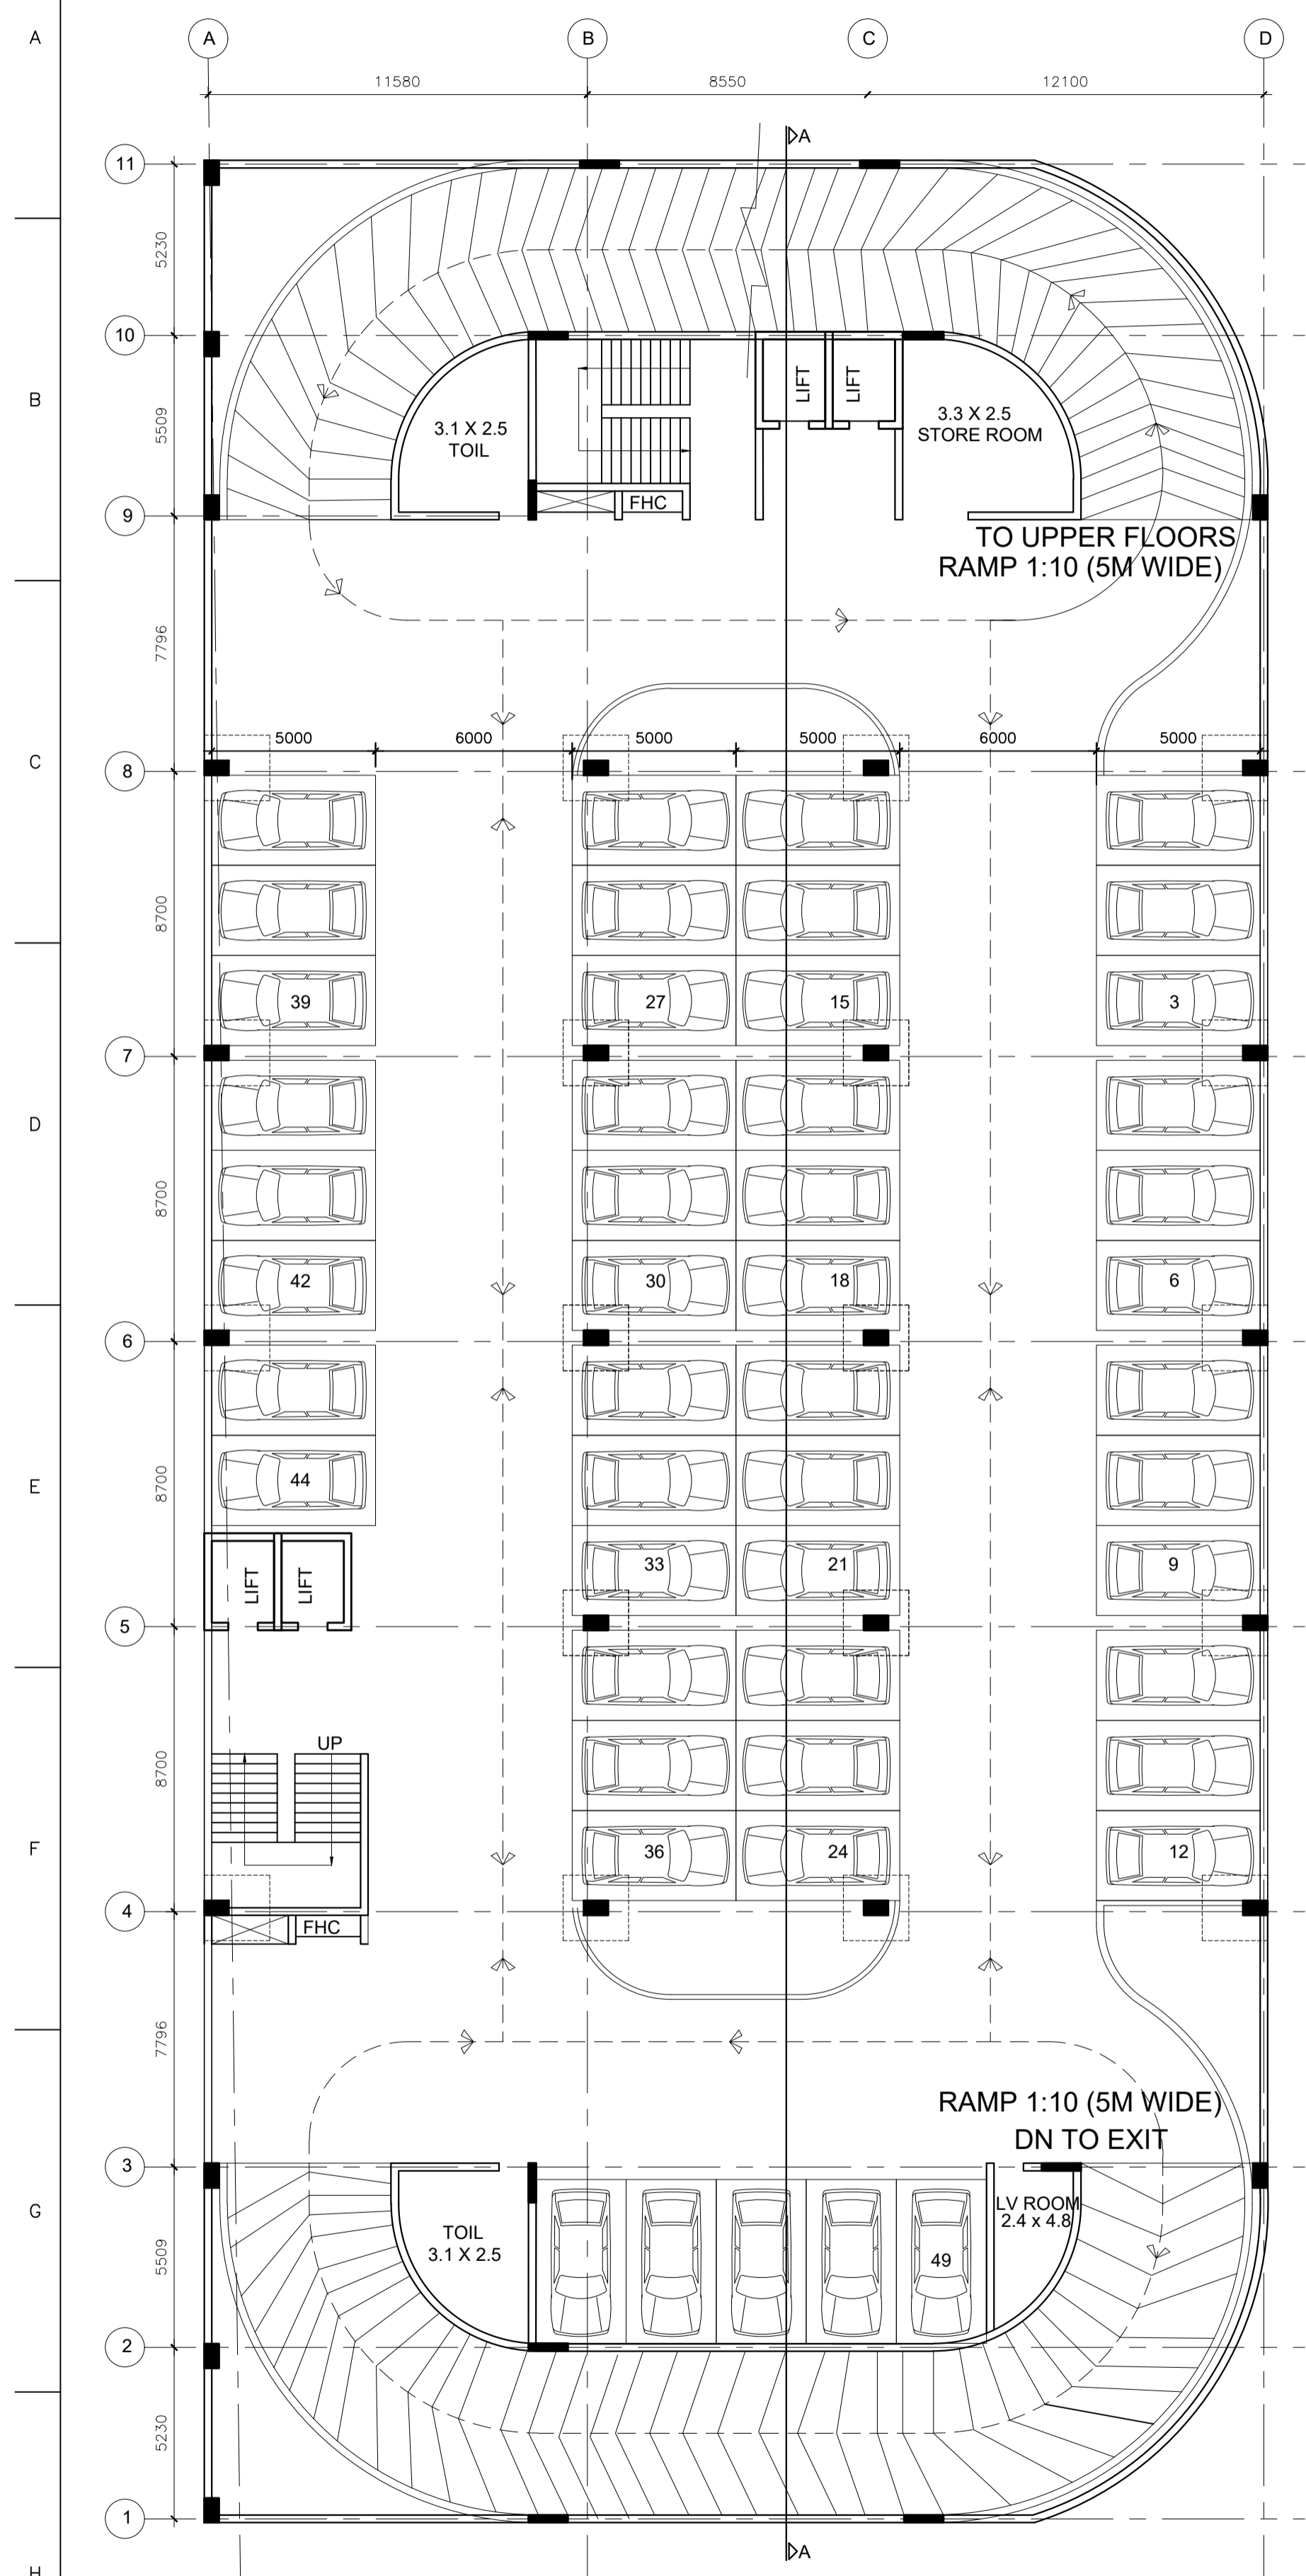 A
A B C D
11580 8550 12100
A
11
5230
10
B
5509
LIFT LIFT
3.1 X 2.5
TOIL
3.3 X 2.5
STORE ROOM
9
FHC
TO UPPER FLOORS
RAMP 1:10 (5M WIDE)
7796
5000 6000 5000 5000 6000 5000
C
8
8700
39 27 15 3
7
D
8700
42 30 18 6
6
E
8700
44
33 21 9
LIFT LIFT
5
UP
8700
F
36 24 12
4
FHC
7796
RAMP 1:10 (5M WIDE)
DN TO EXIT
3
G
LV ROOM
2.4 x 4.8
5509
TOIL
3.1 X 2.5
49
2
5230
1
A
H